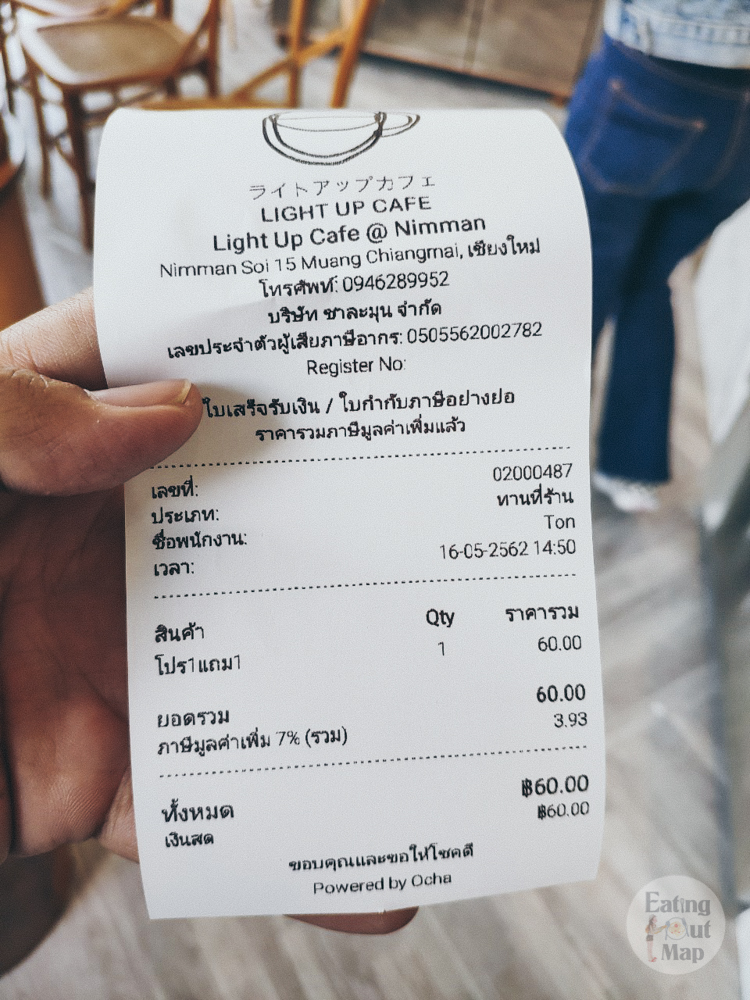 ライトアップカフェ
LIGHT UP CAFE
Light Up Cafe @ Nimman
Nimman Soi 15 Muang Chiangmai, เชียงใหม่
โทรศัพท์: 0946289952
บริษัท ชาละมุน จำกัด
เลขประจำตัวผู้เสียภาษีอากร: 0505562002782
Register No:
ใบเสร็จรับเงิน / ใบกำกับภาษีอย่างย่อ
ราคารวมภาษีมูลค่าเพิ่มแล้ว
เลขที่: 02000487
ประเภท: ทานที่ร้าน
ชื่อพนักงาน: Ton
เวลา: 16-05-2562 14:50
สินค้า Qty ราคารวม
โปร1แถม1 1 60.00
ยอดรวม 60.00
ภาษีมูลค่าเพิ่ม 7% (รวม) 3.93
ทั้งหมด ฿60.00
เงินสด ฿60.00
ขอบคุณและขอให้โชคดี
Powered by Ocha
Eating
Out
Map